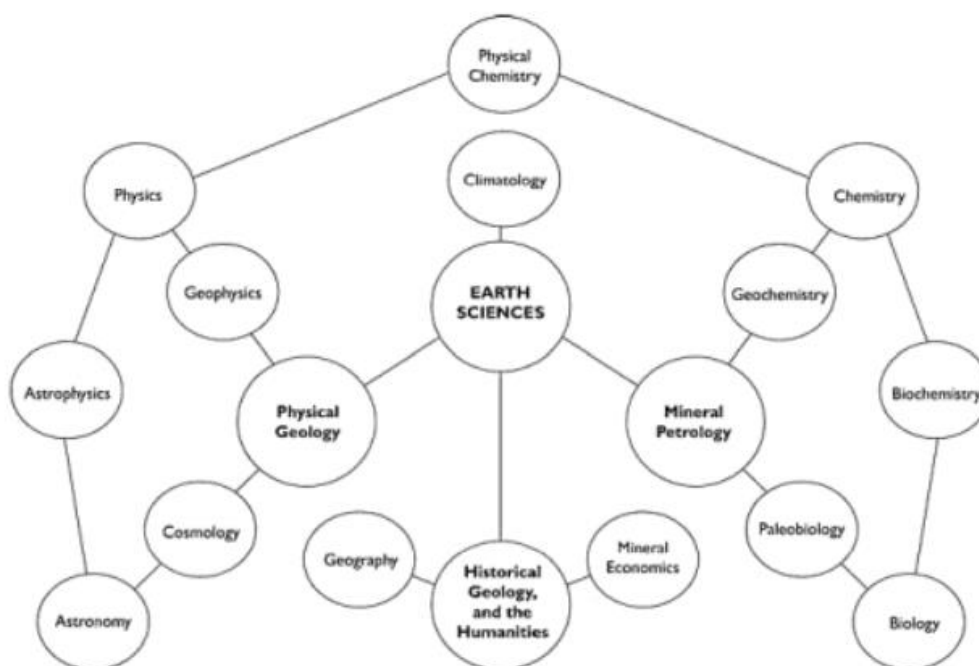 Physical
Chemistry
Climatology
Physics
Chemistry
Geophysics
EARTH
SCIENCES
Geochemistry
Astrophysics
Biochemistry
Physical
Geology
Mineral
Petrology
Cosmology
Paleobiology
Geography
Mineral
Economics
Historical
Geology,
and the
Humanities
Astronomy
Biology